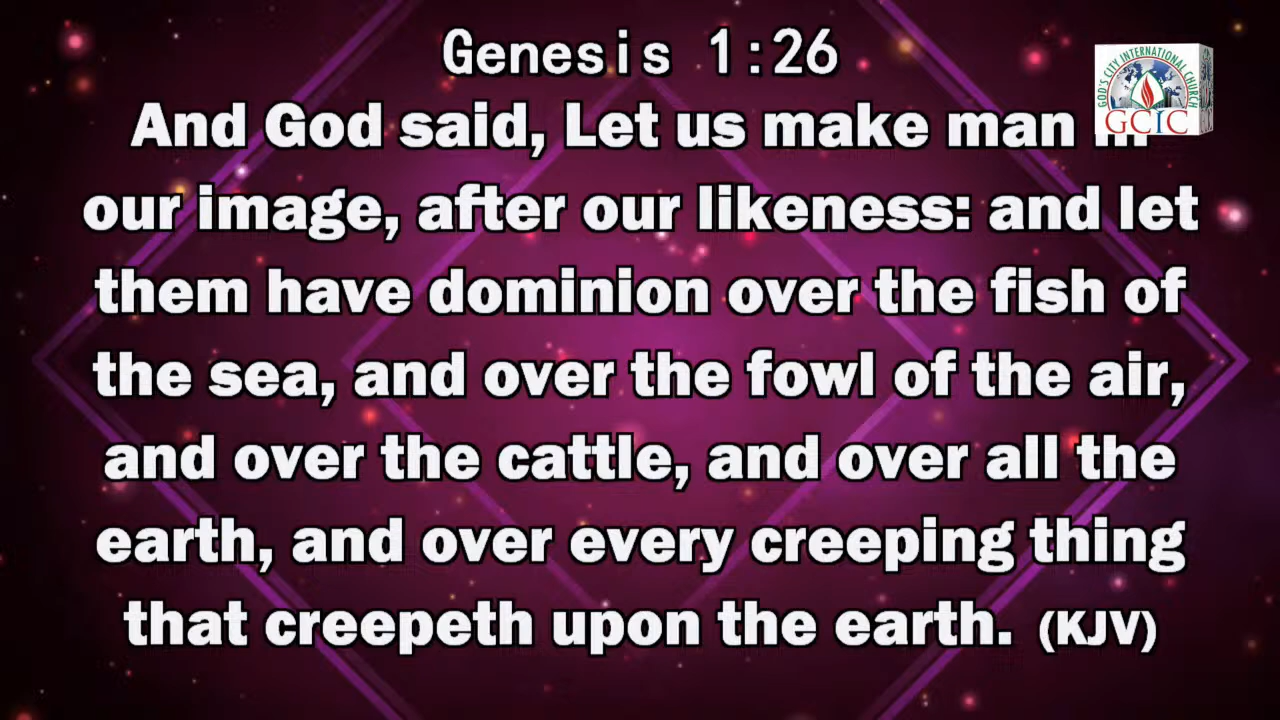 Genesis 1:26
And God said, Let us make man
our image, after our likeness: and let
them have dominion over the fish of
the sea, and over the fowl of the air,
and over the cattle, and over all the
earth, and over every creeping thing
that creepeth upon the earth. (KJV)
GOD'S CITY INTERNATIONAL CHURCH
GCIC